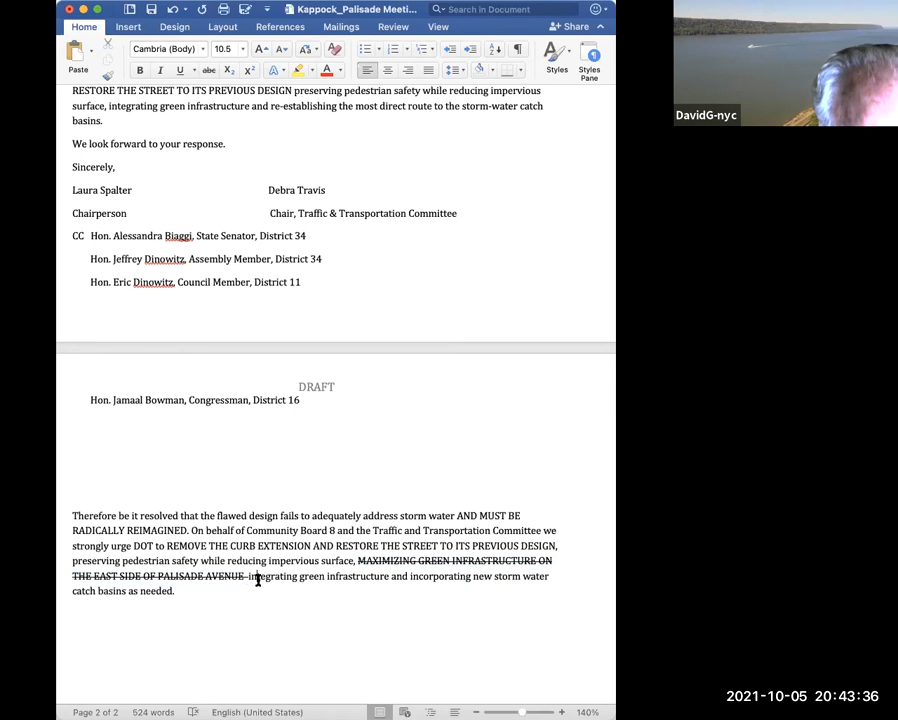 Kappock_Palisade Meeti...
Search in Document
Home Insert Design Layout References Mailings Review View Share
Paste
Cambria (Body) 10.5
Styles
Styles
Pane
RESTORE THE STREET TO ITS PREVIOUS DESIGN preserving pedestrian safety while reducing impervious
surface, integrating green infrastructure and re-establishing the most direct route to the storm-water catch
basins.
We look forward to your response.
Sincerely,
Laura Spalter Debra Travis
Chairperson Chair, Traffic & Transportation Committee
CC Hon. Alessandra Biaggi, State Senator, District 34
Hon. Jeffrey Dinowitz, Assembly Member, District 34
Hon. Eric Dinowitz, Council Member, District 11
DRAFT
Hon. Jamaal Bowman, Congressman, District 16
Therefore be it resolved that the flawed design fails to adequately address storm water AND MUST BE
RADICALLY REIMAGINED. On behalf of Community Board 8 and the Traffic and Transportation Committee we
strongly urge DOT to REMOVE THE CURB EXTENSION AND RESTORE THE STREET TO ITS PREVIOUS DESIGN,
preserving pedestrian safety while reducing impervious surface, MAXIMIZING GREEN INFRASTRUCTURE ON
THE EAST SIDE OF PALISADE AVENUE integrating green infrastructure and incorporating new storm water
catch basins as needed.
Page 2 of 2 524 words English (United States) 140%
DavidG-nyc
2021-10-05 20:43:36